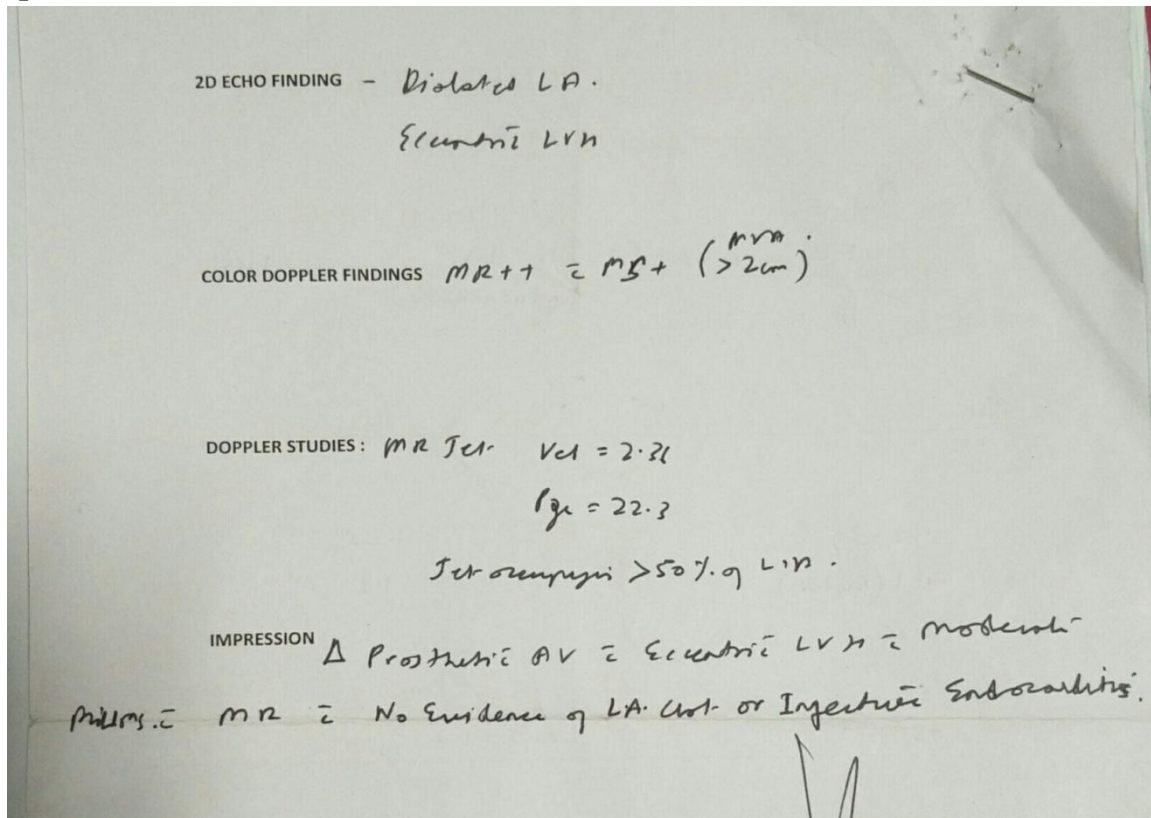 2D ECHO FINDING - Dialated LA.
Eccentric LVH
COLOR DOPPLER FINDINGS MR++ c̄ MS+ (MVA >2cm)
DOPPLER STUDIES: MR Jet Vel = 2.36
Pgr = 22.3
Jet occupying >50% of LA.
IMPRESSION Δ Prosthetic AV c̄ Eccentric LVH c̄ moderate
Mild MS. c̄ MR c̄ No Evidence of LA. Clot or Infective Endocarditis.